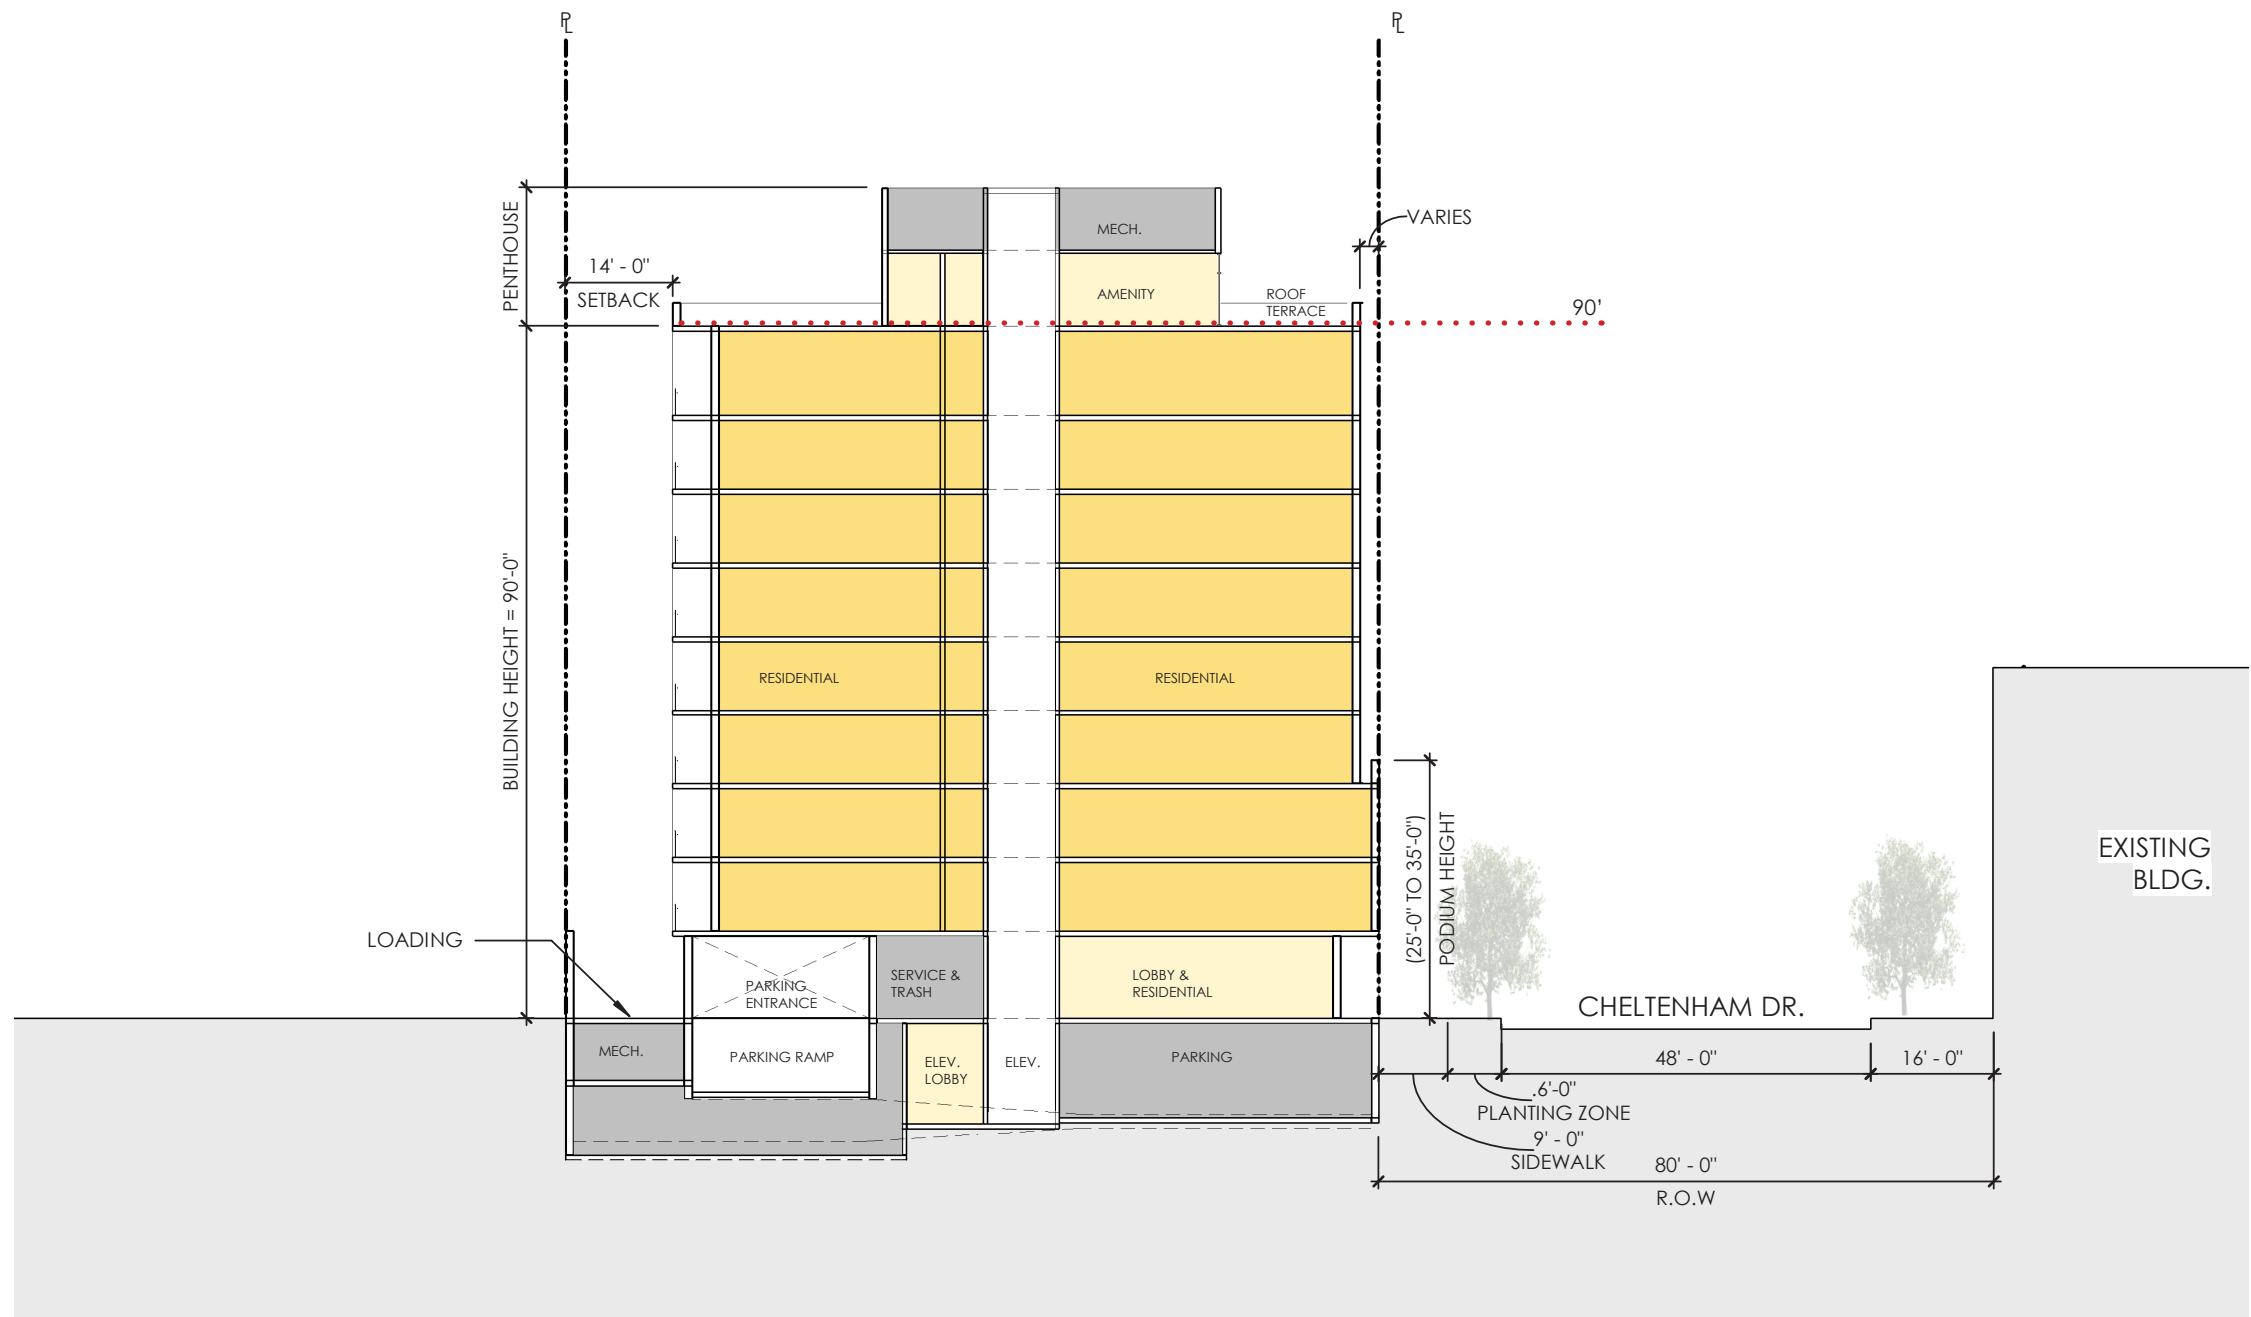 PL
PL
PENTHOUSE
VARIES
MECH.
14' - 0"
SETBACK
AMENITY
ROOF
TERRACE
90'
BUILDING HEIGHT = 90'-0"
RESIDENTIAL
RESIDENTIAL
(25'-0" TO 35'-0")
PODIUM HEIGHT
EXISTING
BLDG.
LOADING
PARKING
ENTRANCE
SERVICE &
TRASH
LOBBY &
RESIDENTIAL
CHELTENHAM DR.
MECH.
PARKING RAMP
ELEV.
LOBBY
ELEV.
PARKING
48' - 0"
16' - 0"
.6'-0"
PLANTING ZONE
9' - 0"
SIDEWALK
80' - 0"
R.O.W